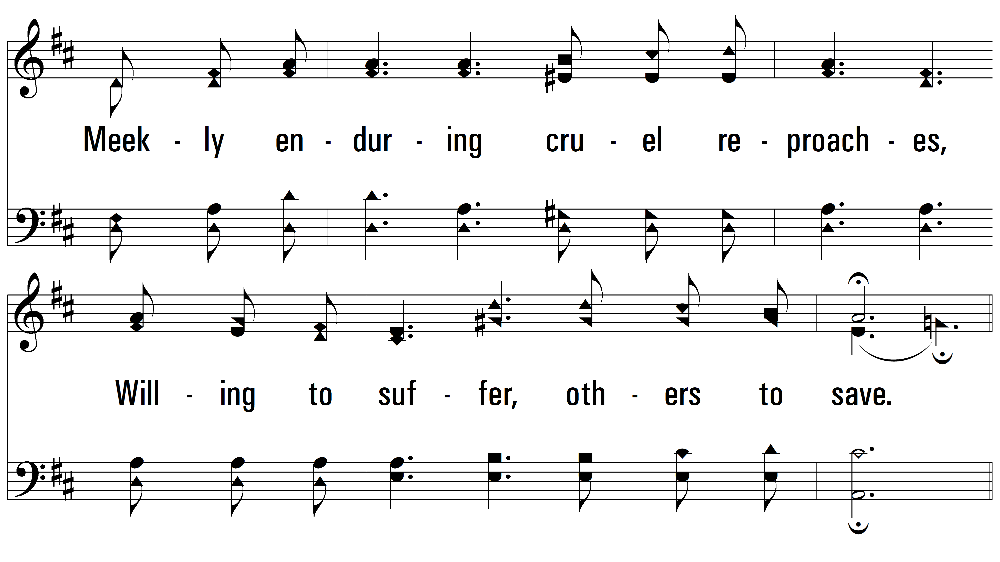 Meek - ly en - dur - ing cru - el re - proach - es,
Will - ing to suf - fer, oth - ers to save.